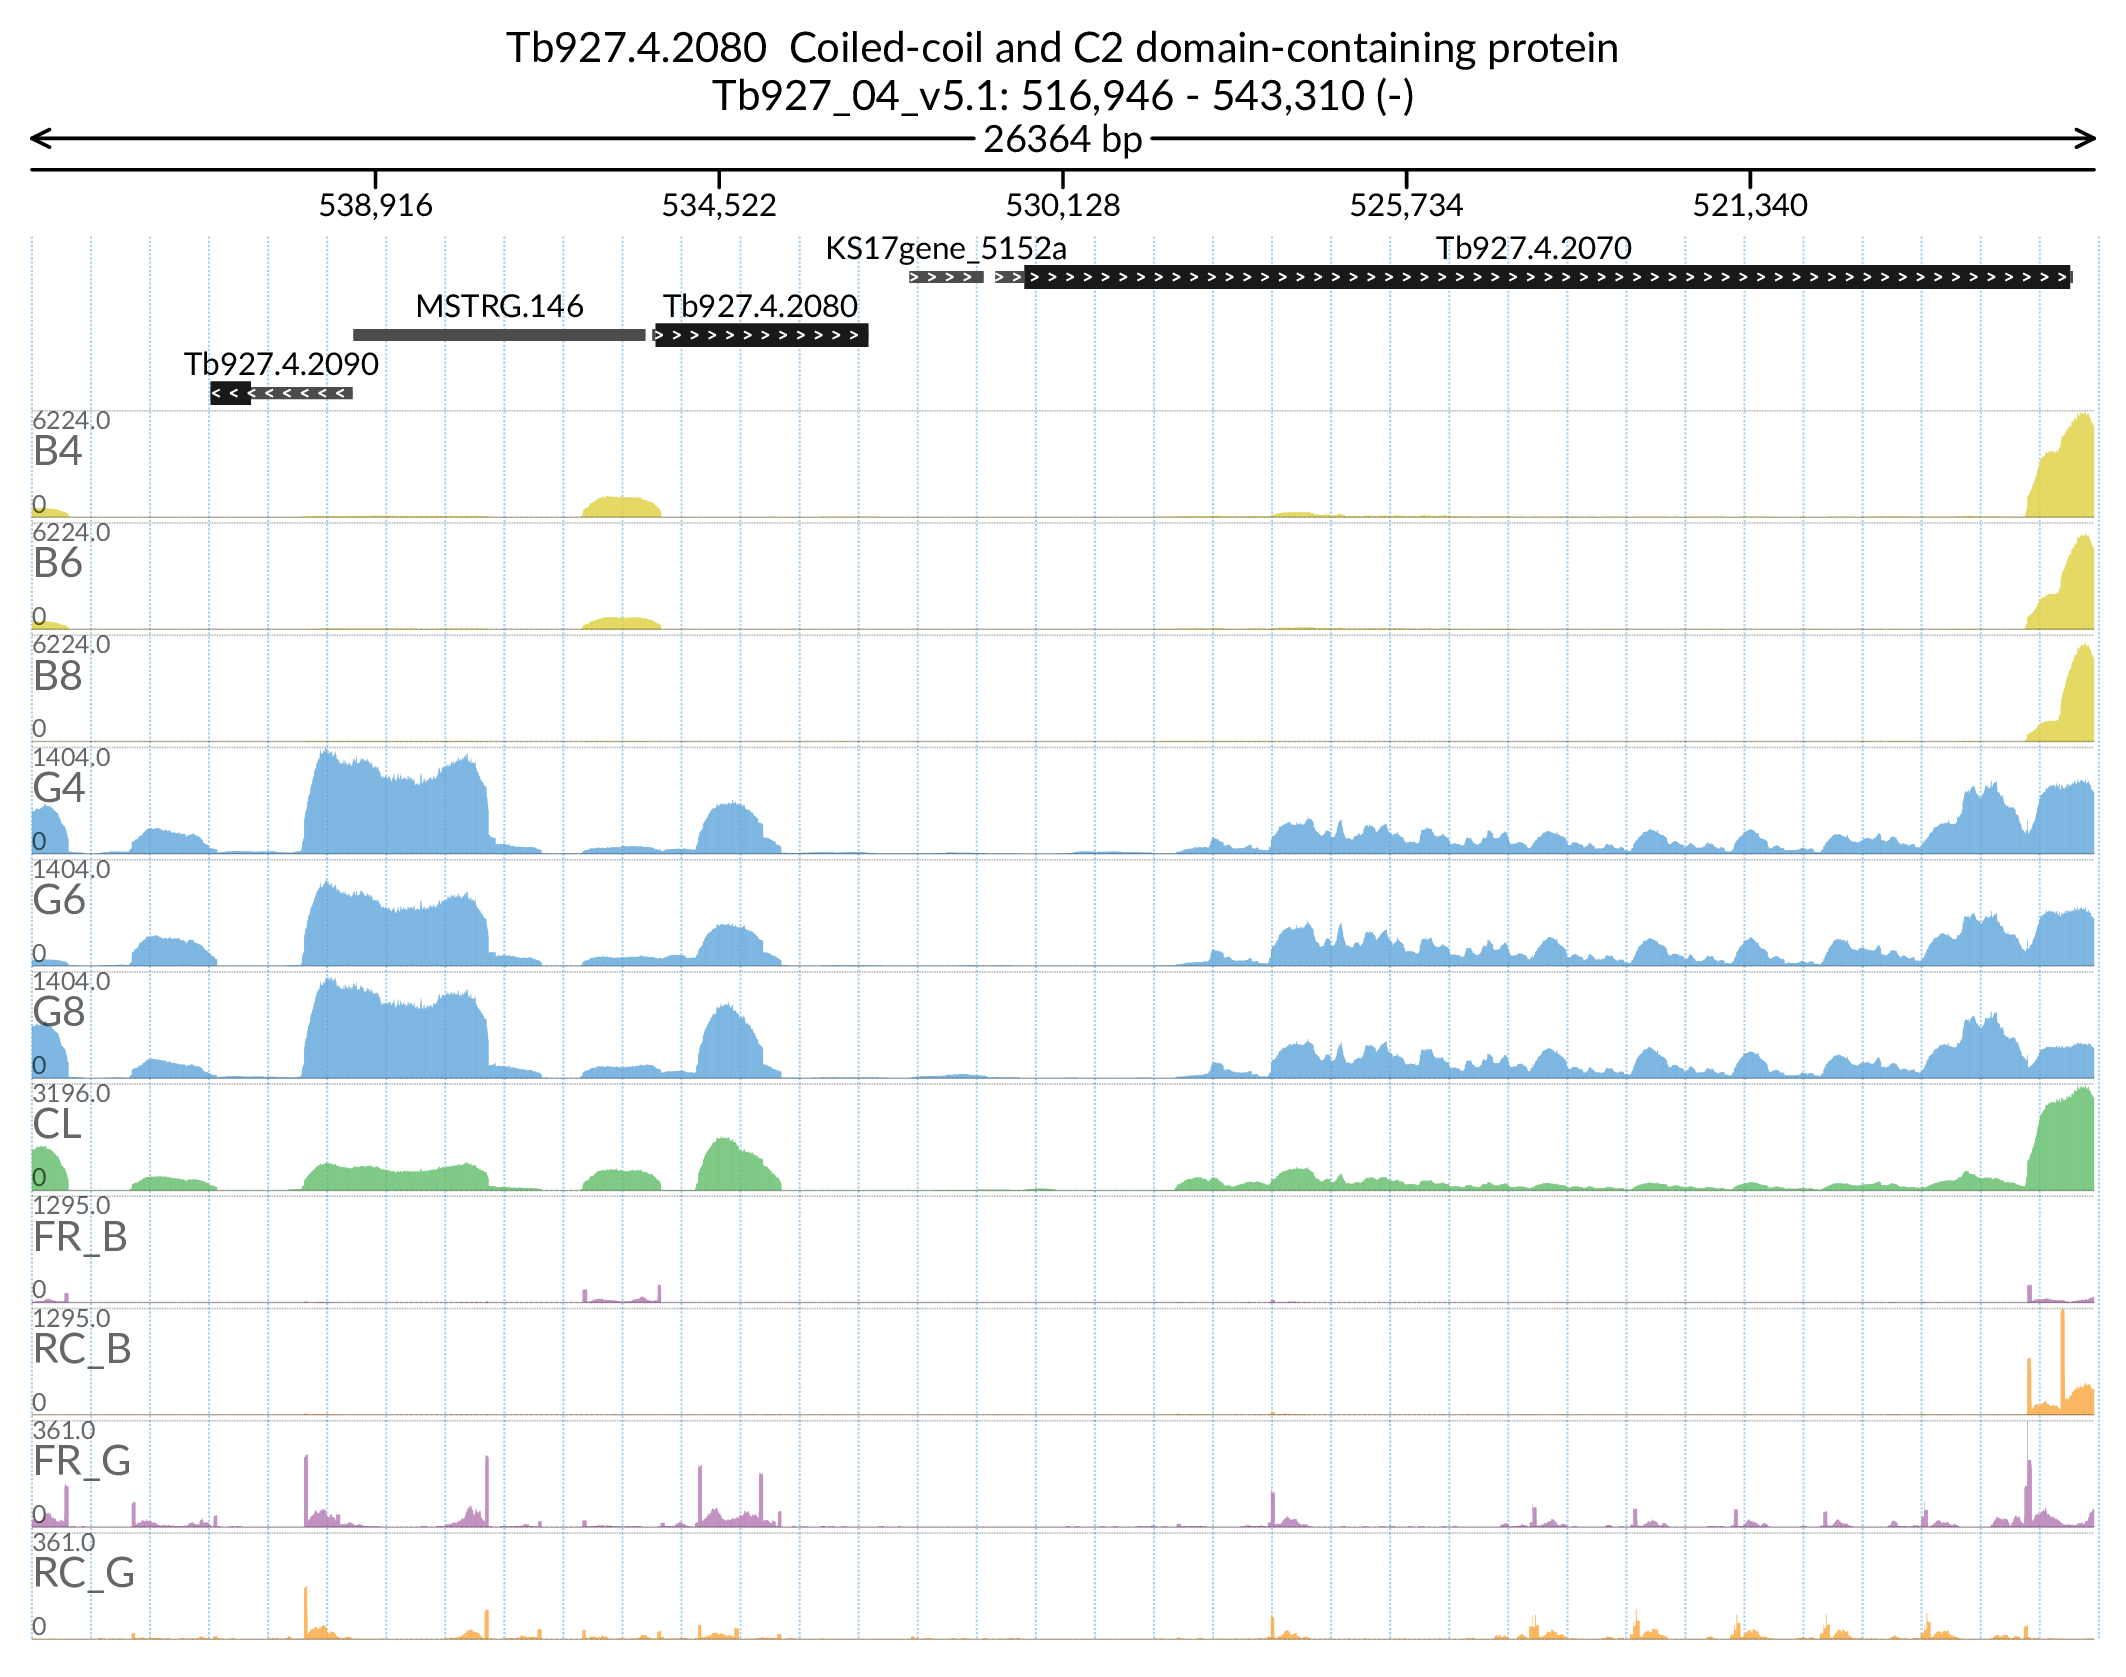 Tb927.4.2080  Coiled-coil and C2 domain-containing protein
Tb927_04_v5.1: 516,946 - 543,310 (-)
26364 bp
538,916 534,522 530,128 525,734 521,340
KS17gene_5152a Tb927.4.2070
MSTRG.146 Tb927.4.2080
Tb927.4.2090
6224.0
B4
0
6224.0
B6
0
6224.0
B8
0
1404.0
G4
0
1404.0
G6
0
1404.0
G8
0
3196.0
CL
0
1295.0
FR_B
0
1295.0
RC_B
0
361.0
FR_G
0
361.0
RC_G
0